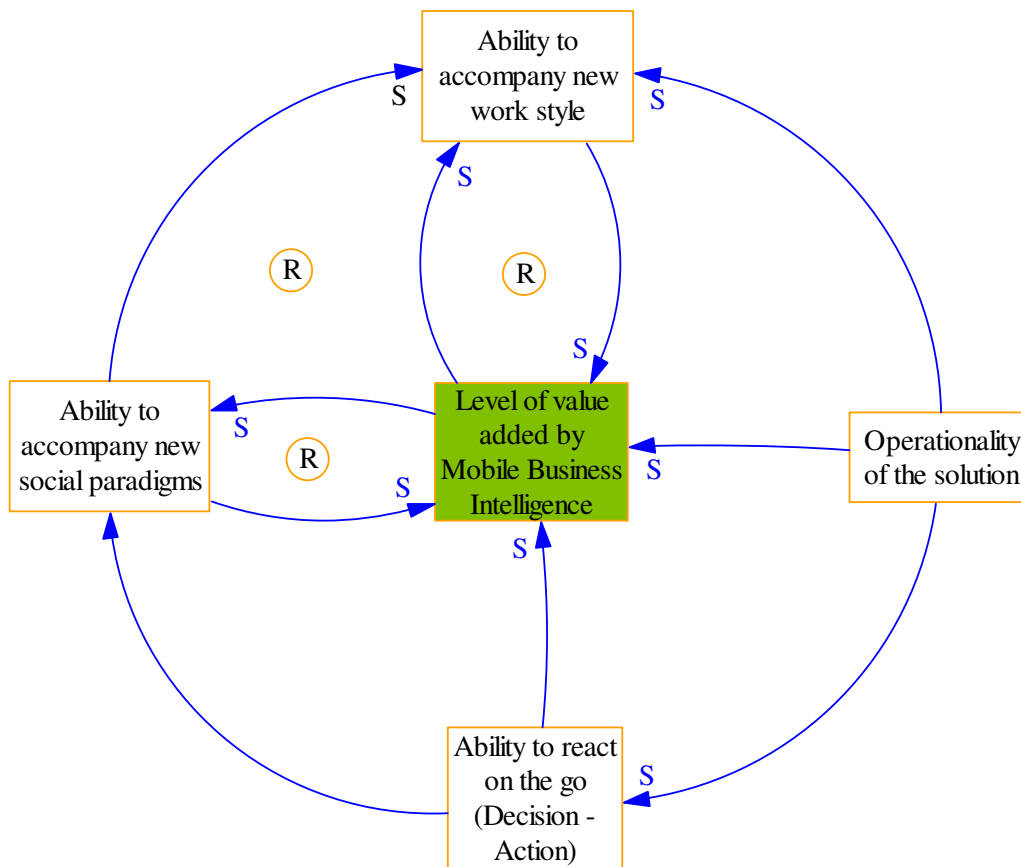 Ability to
accompany new
work style
S
S
S
R
R
S
Ability to
accompany new
social paradigms
S
R
S
Level of value
added by
Mobile Business
Intelligence
S
Operationality
of the solution
S
Ability to react
on the go
(Decision -
Action)
S